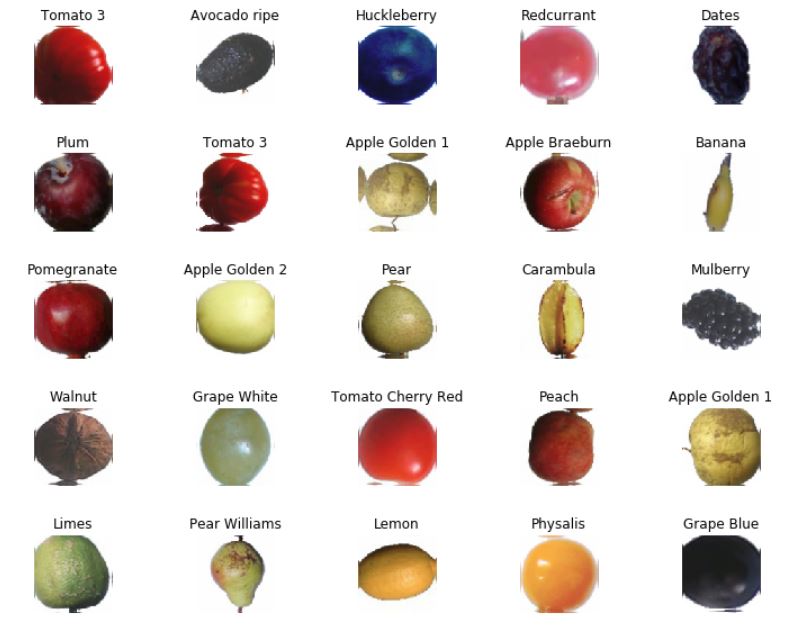 Tomato 3
Avocado ripe
Huckleberry
Redcurrant
Dates
Plum
Tomato 3
Apple Golden 1
Apple Braeburn
Banana
Pomegranate
Apple Golden 2
Pear
Carambula
Mulberry
Walnut
Grape White
Tomato Cherry Red
Peach
Apple Golden 1
Limes
Pear Williams
Lemon
Physalis
Grape Blue